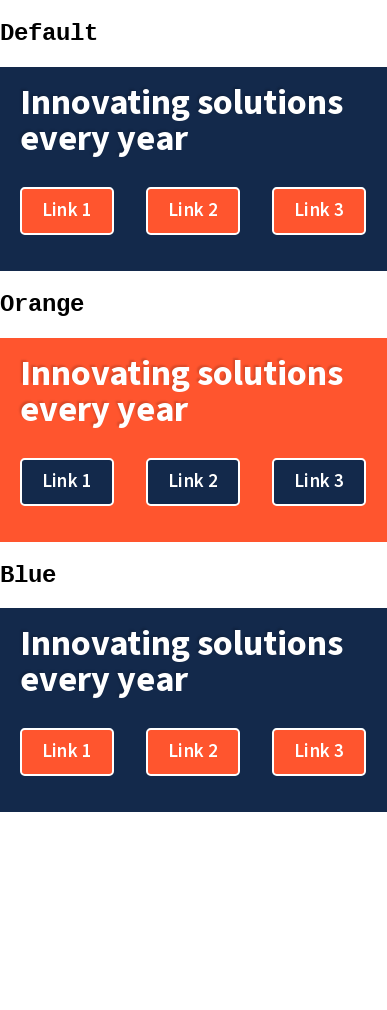 Default
Innovating solutions
every year
Link 1 Link 2 Link 3
Orange
Innovating solutions
every year
Link 1 Link 2 Link 3
Blue
Innovating solutions
every year
Link 1 Link 2 Link 3